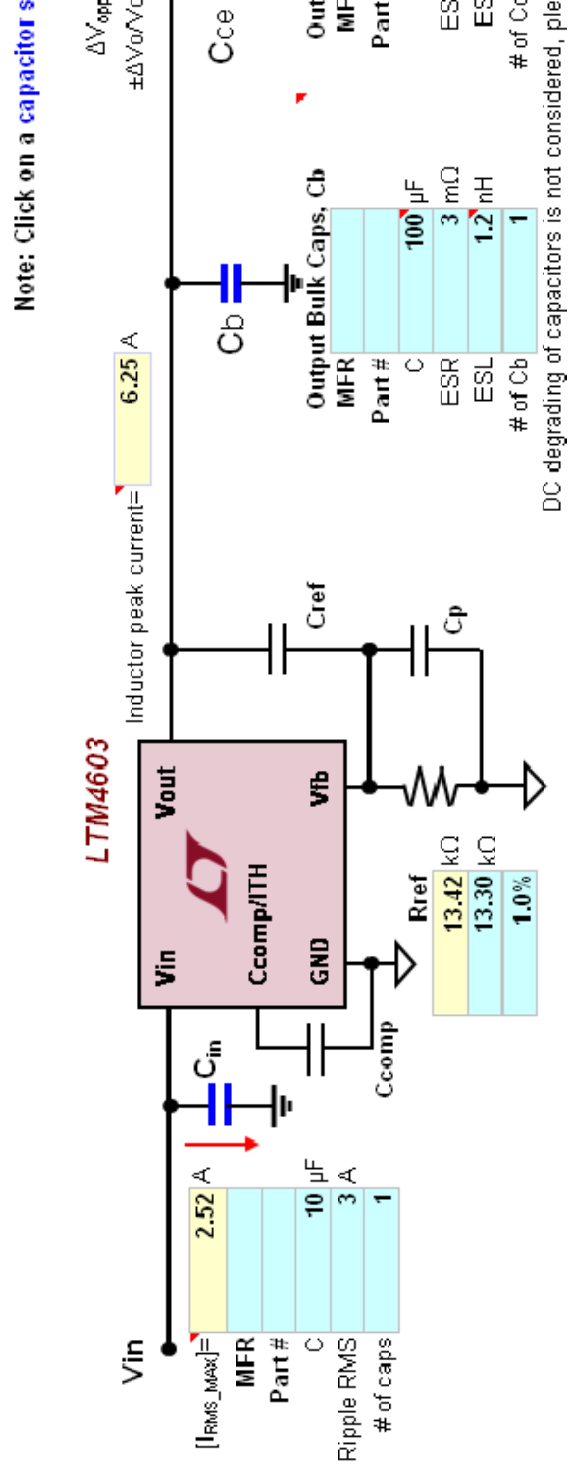 Note: Click on a capacitor s
ΔVopp
±ΔVo/Vo
LTM4603
Inductor peak current= 6.25 A
Vin
Vin
Vout
Cin
Ccomp/ITH
GND
Vfb
Ccomp
Cref
Cp
Cb
Cce
[IRMS_MAX]= 2.52 A
MFR
Part #
C 10 µF
Ripple RMS 3 A
# of caps 1
Rref
13.42 kΩ
13.30 kΩ
1.0%
Output Bulk Caps, Cb
MFR
Part #
C 100 µF
ESR 3 mΩ
ESL 1.2 nH
# of Cb 1
Out
MF
Part
ES
ES
# of Cc
DC degrading of capacitors is not considered, ple